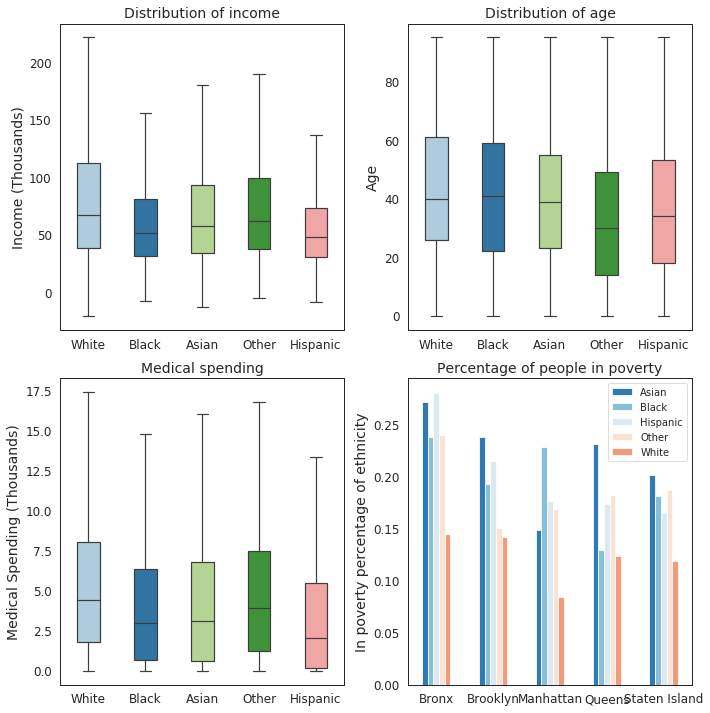 Distribution of income
Income (Thousands)
200
150
100
50
0
White Black Asian Other Hispanic
Distribution of age
Age
80
60
40
20
0
White Black Asian Other Hispanic
Medical spending
Medical Spending (Thousands)
17.5
15.0
12.5
10.0
7.5
5.0
2.5
0.0
White Black Asian Other Hispanic
Percentage of people in poverty
In poverty percentage of ethnicity
0.25
0.20
0.15
0.10
0.05
0.00
Asian
Black
Hispanic
Other
White
Bronx Brooklyn Manhattan Queens Staten Island